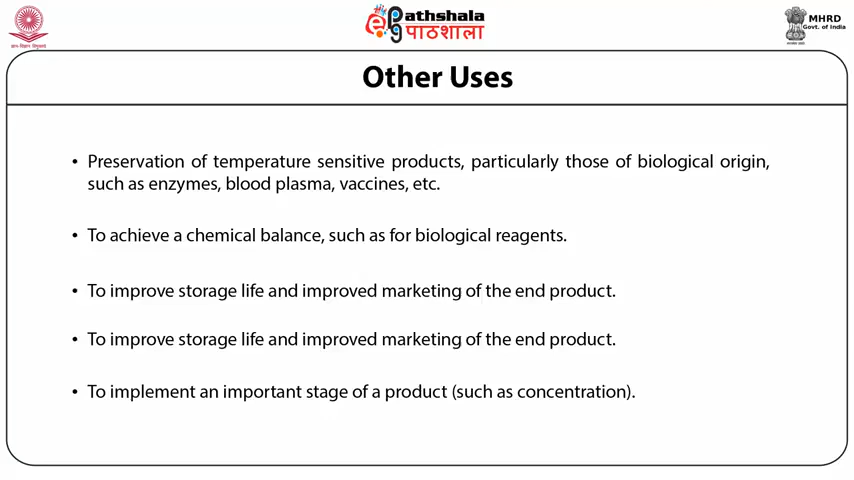 ePG Pathshala
पाठशाला
MHRD
Govt. of India
Other Uses
• Preservation of temperature sensitive products, particularly those of biological origin,
such as enzymes, blood plasma, vaccines, etc.
• To achieve a chemical balance, such as for biological reagents.
• To improve storage life and improved marketing of the end product.
• To improve storage life and improved marketing of the end product.
• To implement an important stage of a product (such as concentration).